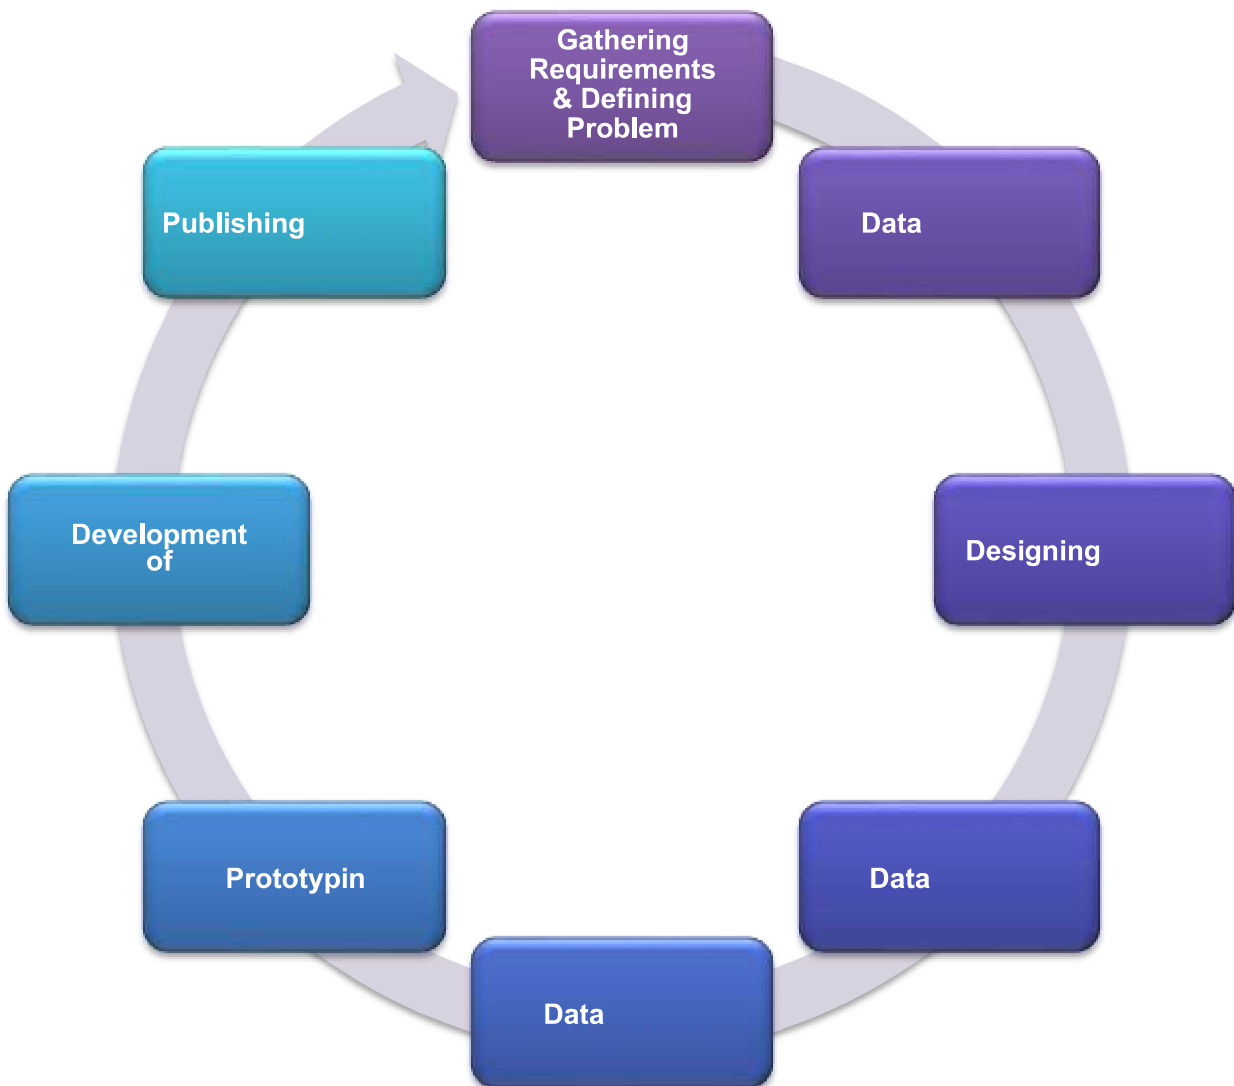 Gathering
Requirements
& Defining
Problem
Data
Designing
Data
Data
Prototypin
Development
of
Publishing